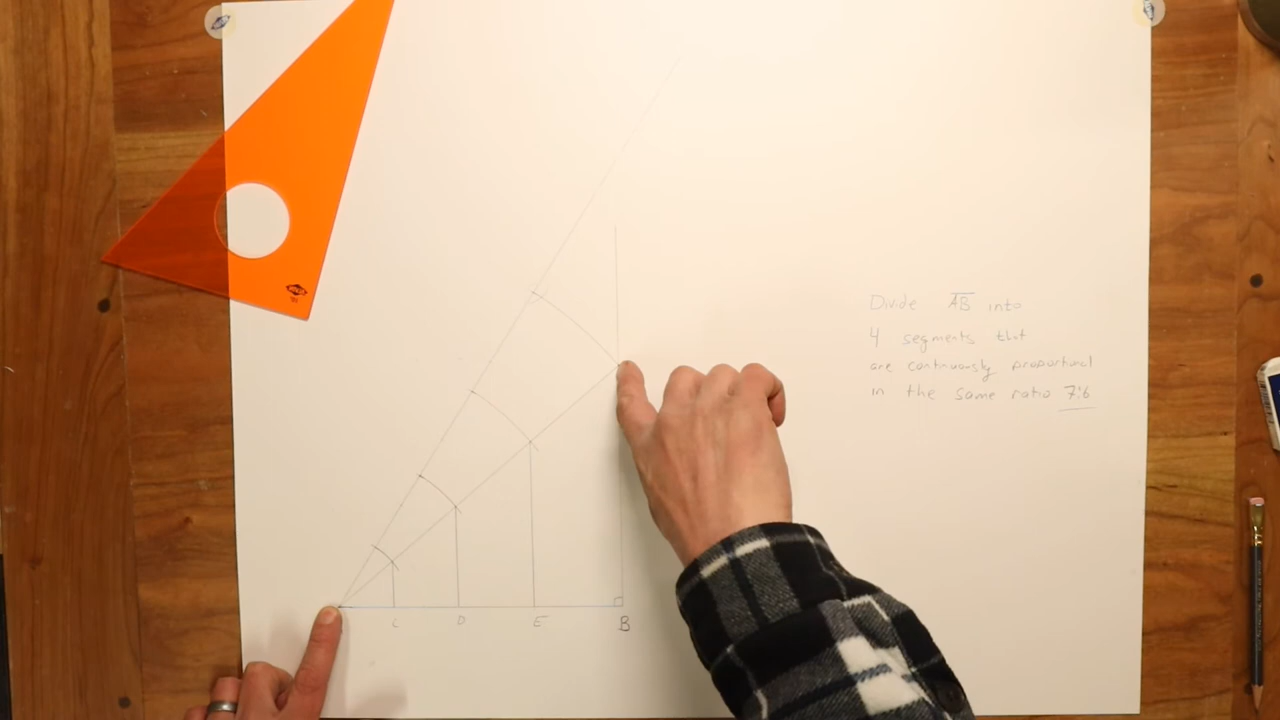 Divide AB into
4 segments that
are continuously proportional
in the same ratio 7:6
C D E B